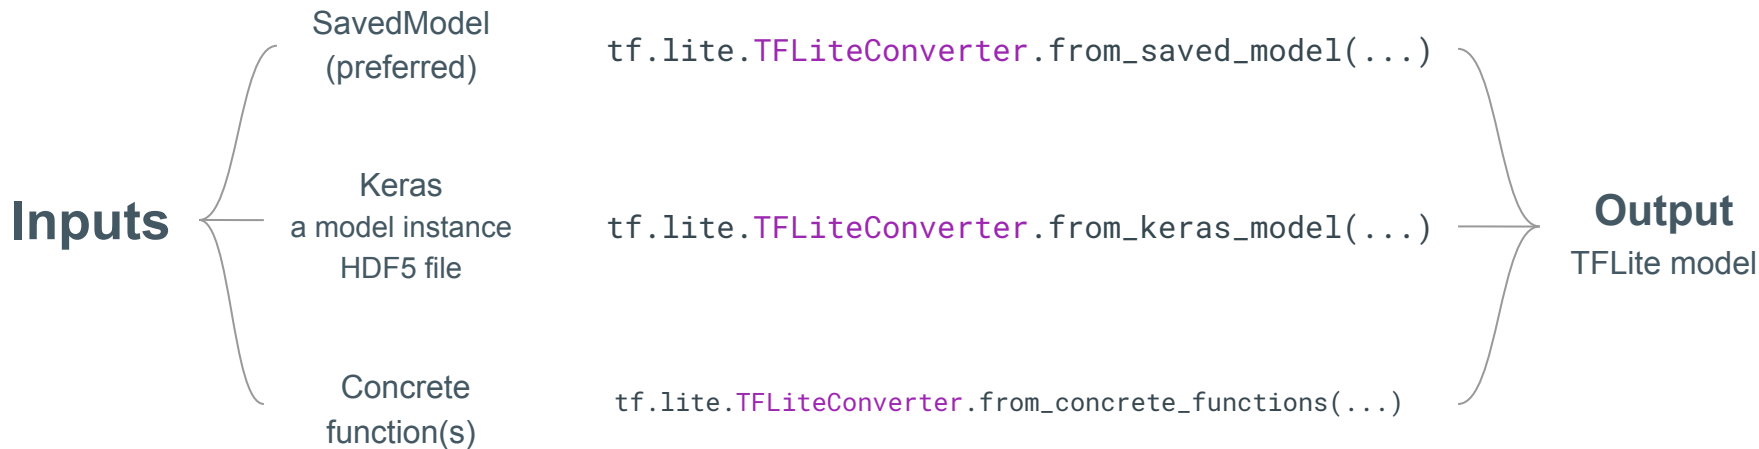 Inputs
SavedModel
(preferred)
tf.lite.TFLiteConverter.from_saved_model(...)
Keras
a model instance
HDF5 file
tf.lite.TFLiteConverter.from_keras_model(...)
Concrete
function(s)
tf.lite.TFLiteConverter.from_concrete_functions(...)
Output
TFLite model